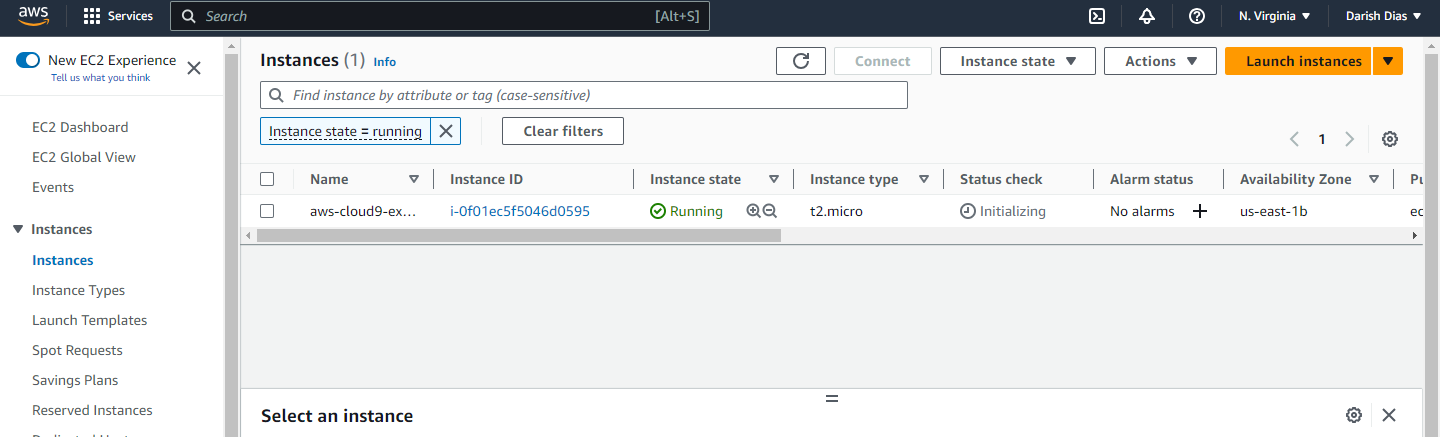 aws
Services
Search
[Alt+S]
N. Virginia
Darish Dias
New EC2 Experience
Tell us what you think
EC2 Dashboard
EC2 Global View
Events
Instances
Instances
Instance Types
Launch Templates
Spot Requests
Savings Plans
Reserved Instances
Instances (1) Info
Connect
Instance state
Actions
Launch instances
Find instance by attribute or tag (case-sensitive)
Instance state = running
Clear filters
1
Name Instance ID Instance state Instance type Status check Alarm status Availability Zone
aws-cloud9-ex... i-0f01ec5f5046d0595 Running t2.micro Initializing No alarms us-east-1b
Select an instance